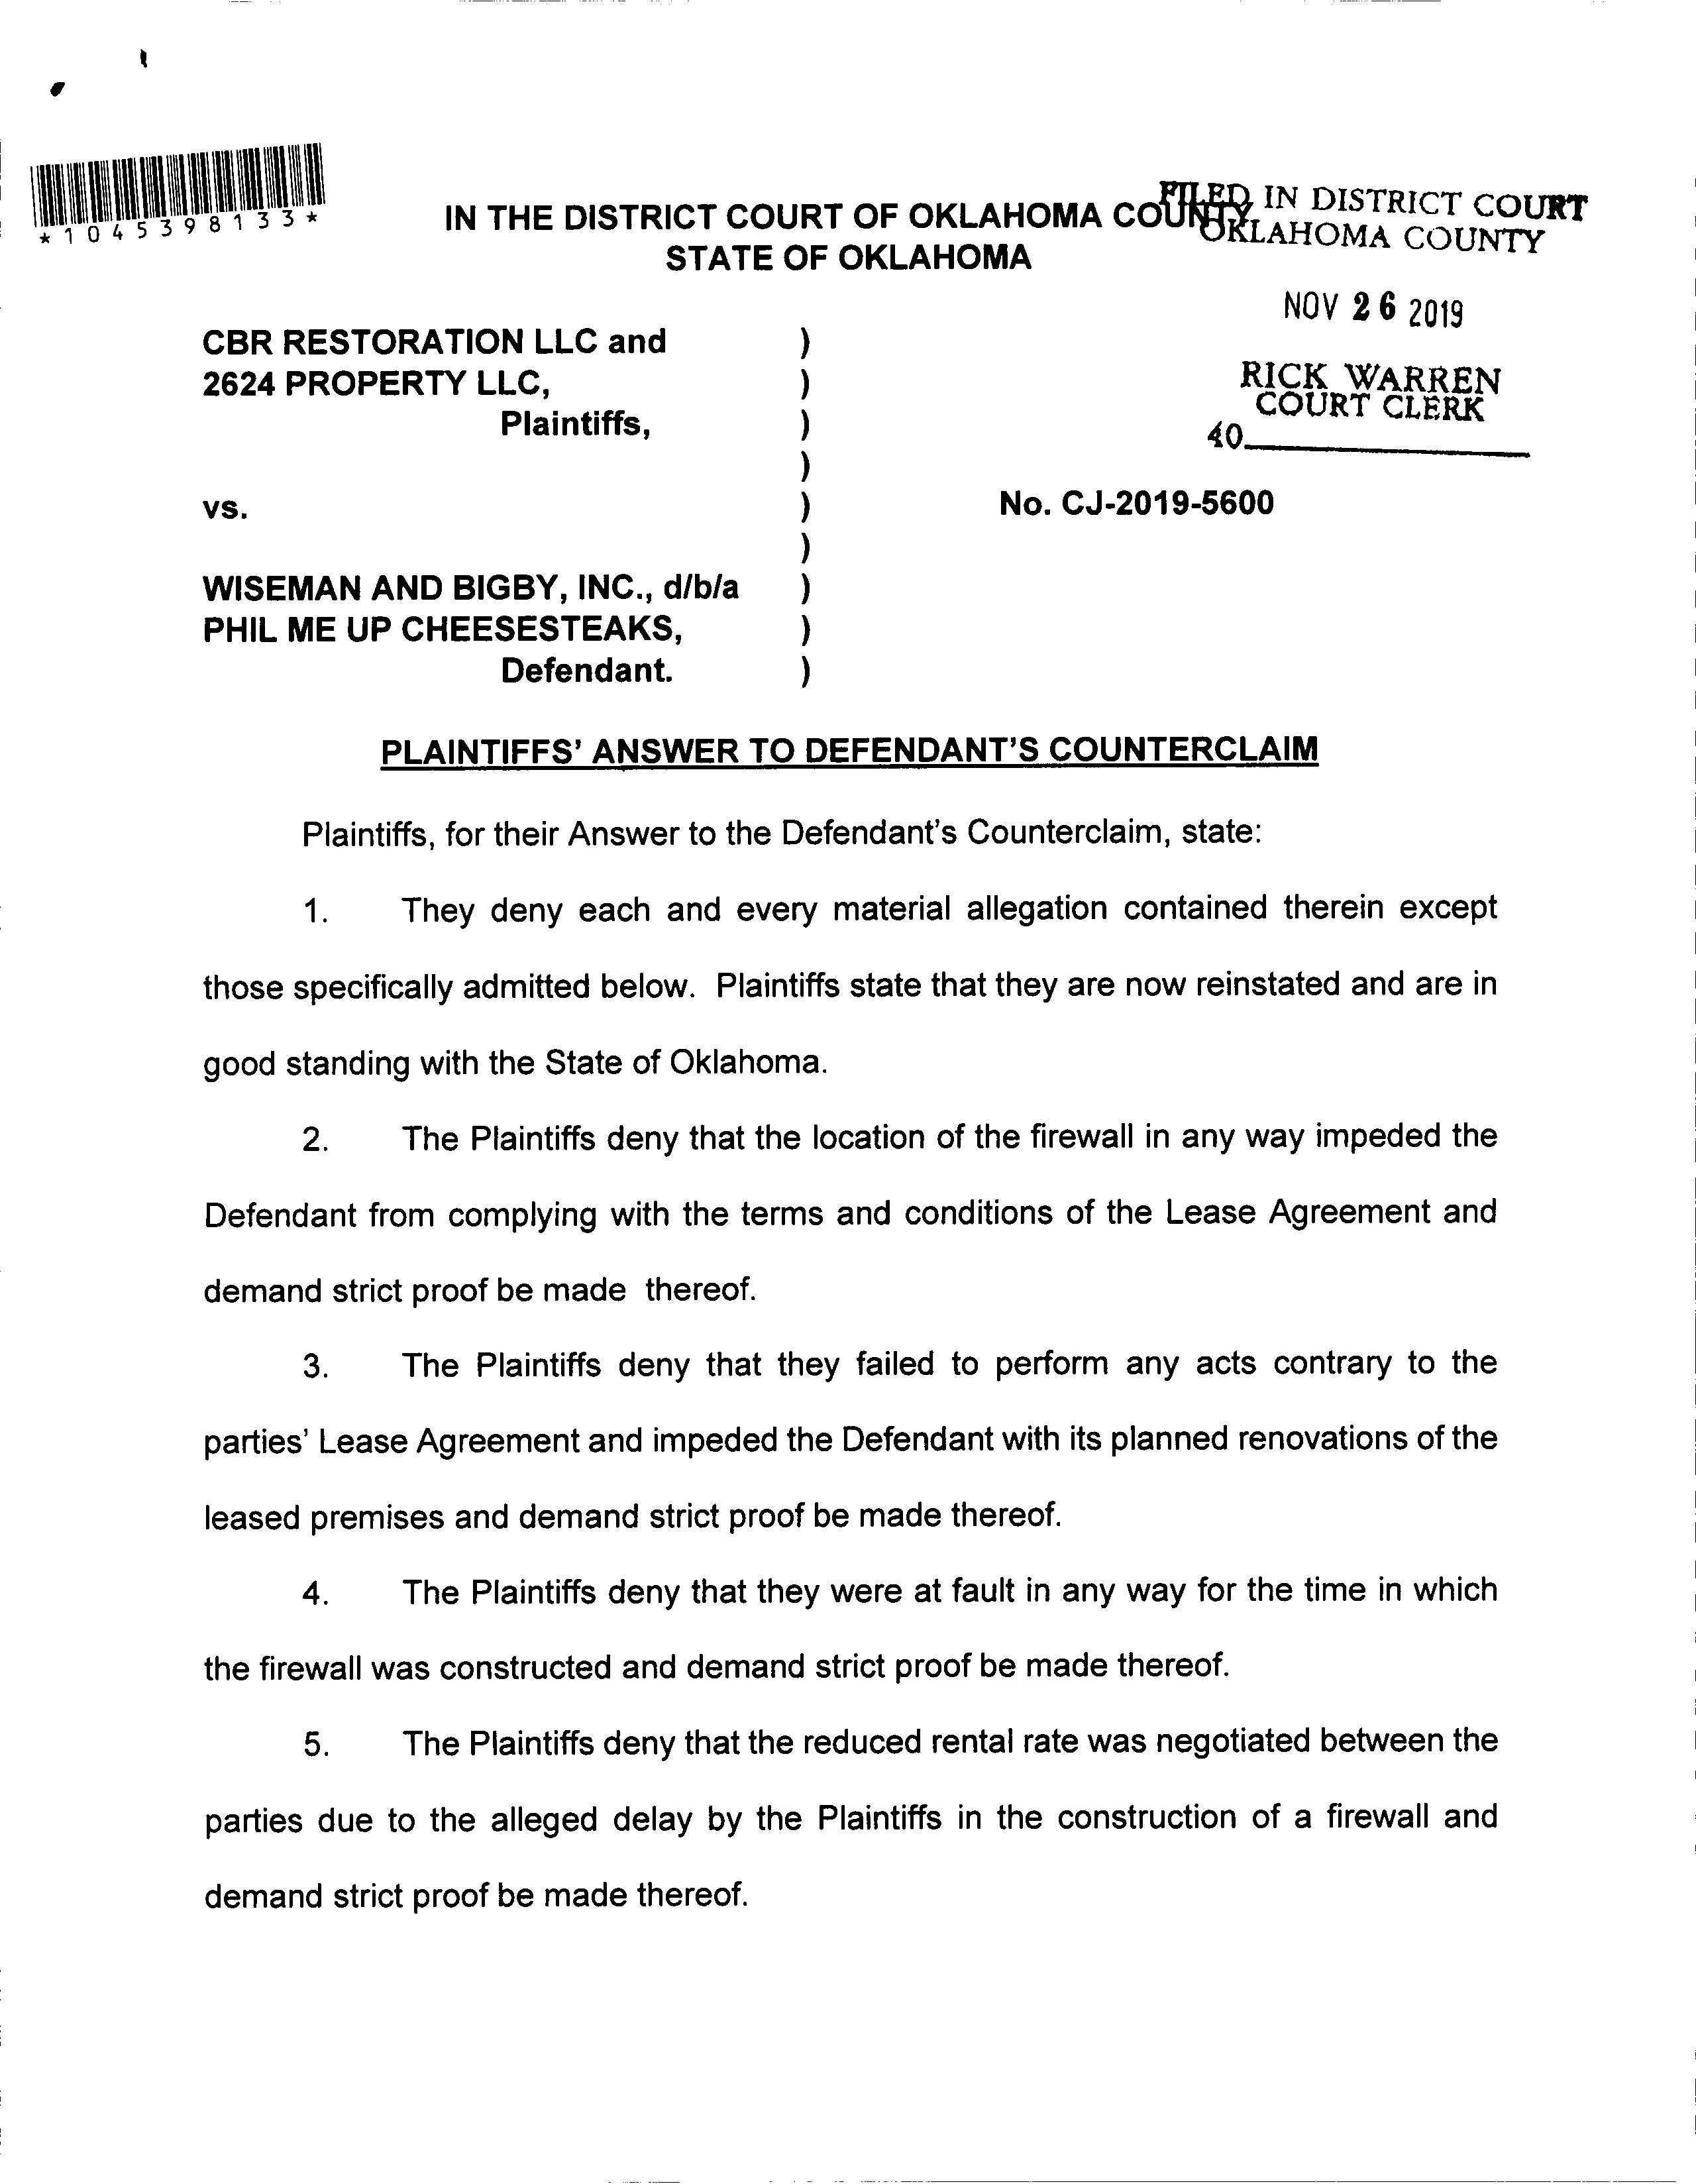 *1045398133*
IN THE DISTRICT COURT OF OKLAHOMA COUNTY
STATE OF OKLAHOMA
FILED IN DISTRICT COURT
OKLAHOMA COUNTY
NOV 26 2019
RICK WARREN
COURT CLERK
40
CBR RESTORATION LLC and )
2624 PROPERTY LLC, )
Plaintiffs, )
)
vs. ) No. CJ-2019-5600
)
WISEMAN AND BIGBY, INC., d/b/a )
PHIL ME UP CHEESESTEAKS, )
Defendant. )
PLAINTIFFS' ANSWER TO DEFENDANT'S COUNTERCLAIM
Plaintiffs, for their Answer to the Defendant's Counterclaim, state:
1. They deny each and every material allegation contained therein except
those specifically admitted below. Plaintiffs state that they are now reinstated and are in
good standing with the State of Oklahoma.
2. The Plaintiffs deny that the location of the firewall in any way impeded the
Defendant from complying with the terms and conditions of the Lease Agreement and
demand strict proof be made thereof.
3. The Plaintiffs deny that they failed to perform any acts contrary to the
parties' Lease Agreement and impeded the Defendant with its planned renovations of the
leased premises and demand strict proof be made thereof.
4. The Plaintiffs deny that they were at fault in any way for the time in which
the firewall was constructed and demand strict proof be made thereof.
5. The Plaintiffs deny that the reduced rental rate was negotiated between the
parties due to the alleged delay by the Plaintiffs in the construction of a firewall and
demand strict proof be made thereof.